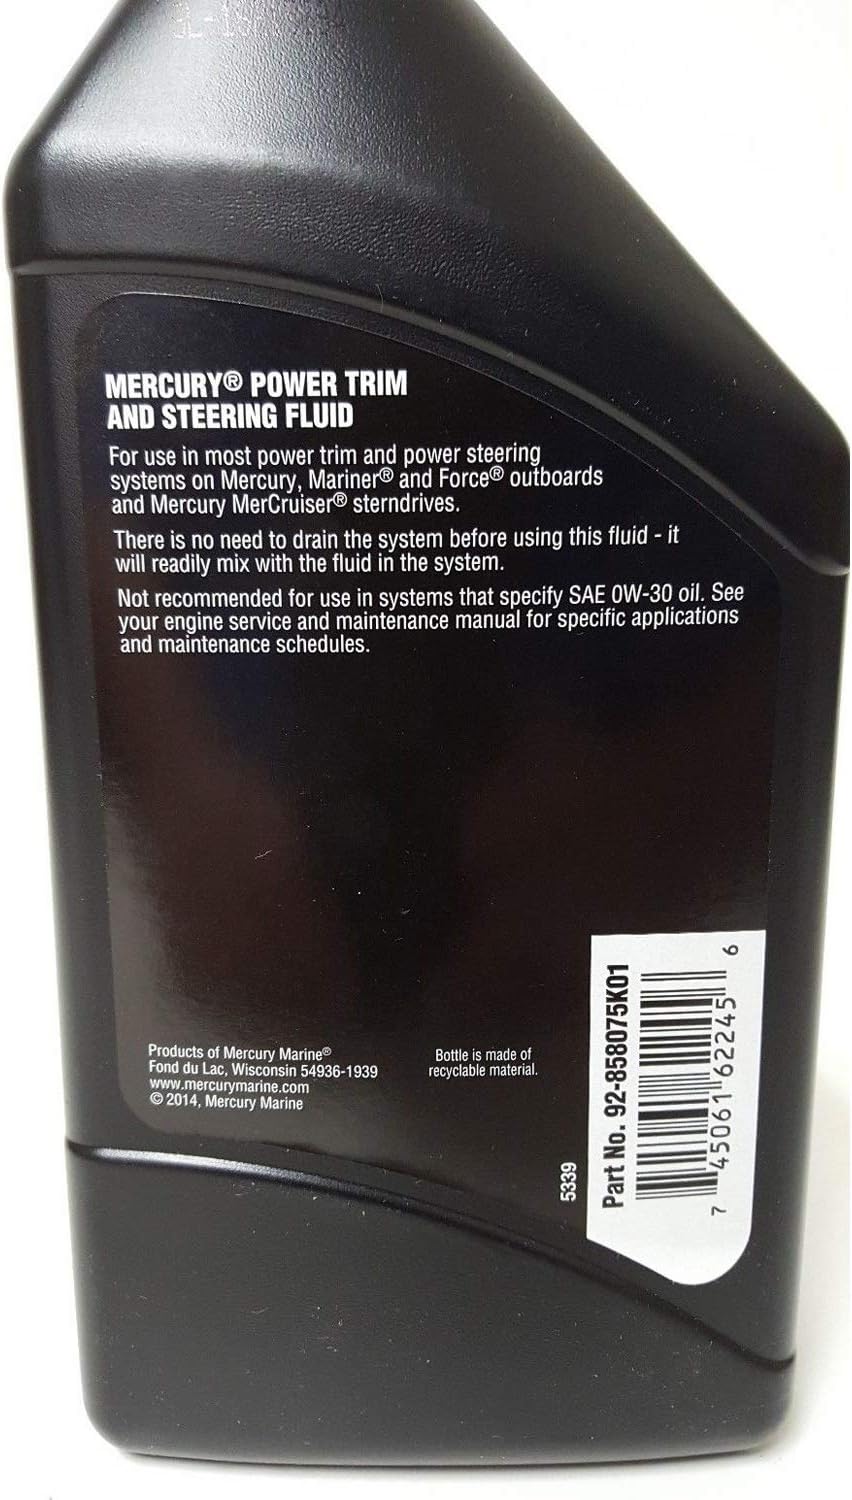 MERCURY® POWER TRIM
AND STEERING FLUID
For use in most power trim and power steering
systems on Mercury, Mariner® and Force® outboards
and Mercury MerCruiser® sterndrives.
There is no need to drain the system before using this fluid - it
will readily mix with the fluid in the system.
Not recommended for use in systems that specify SAE 0W-30 oil. See
your engine service and maintenance manual for specific applications
and maintenance schedules.
Products of Mercury Marine®
Fond du Lac, Wisconsin 54936-1939
www.mercurymarine.com
© 2014, Mercury Marine
Bottle is made of
recyclable material.
5339
Part No. 92-858075K01
7 45061 62245 6